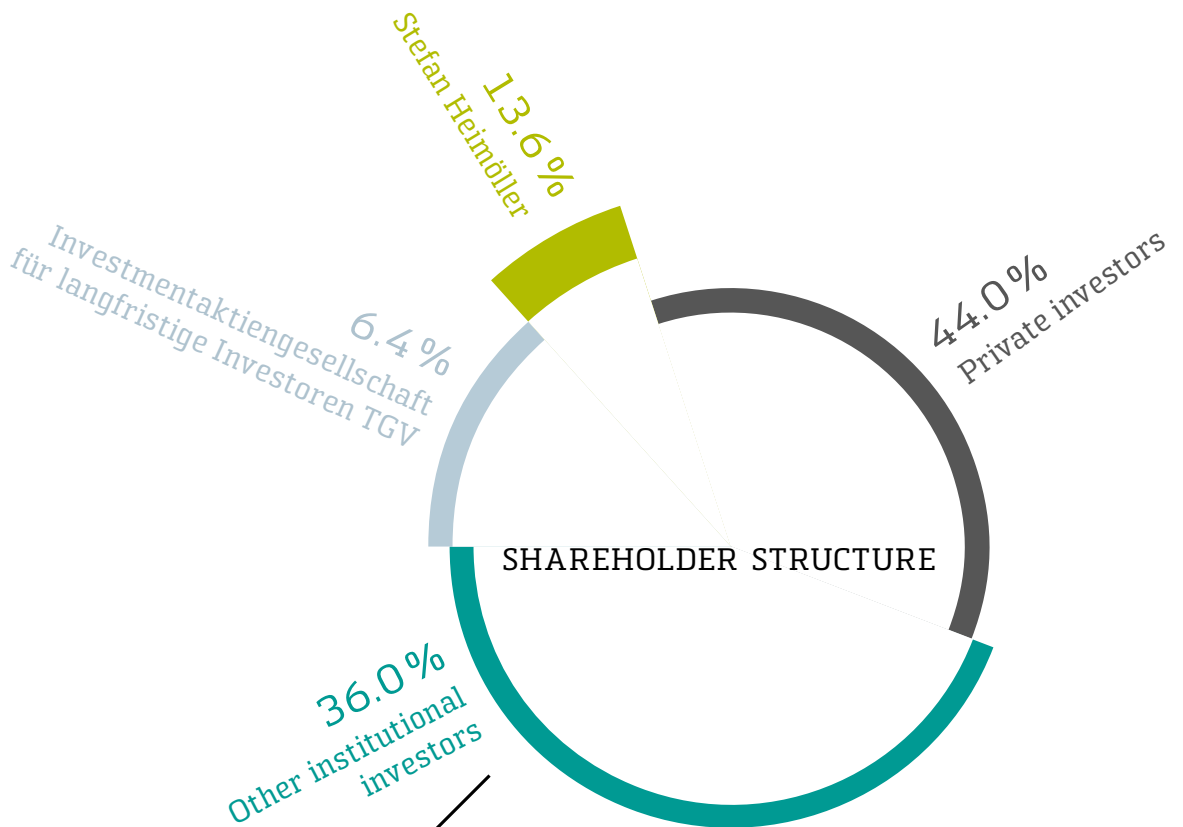 13.6 %
Stefan Heimöller
6.4 %
Investmentaktiengesellschaft
für langfristige Investoren TGV
44.0 %
Private investors
SHAREHOLDER STRUCTURE
36.0 %
Other institutional
investors